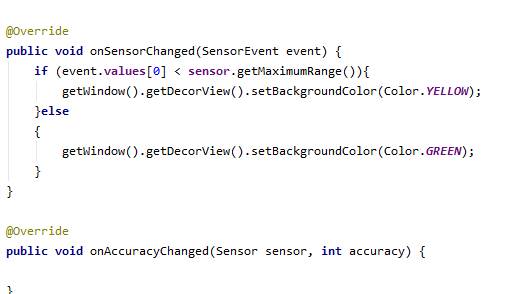 @Override
public void onSensorChanged(SensorEvent event) {
    if (event.values[0] < sensor.getMaximumRange()){
        getWindow().getDecorView().setBackgroundColor(Color.YELLOW);
    }else
    {
        getWindow().getDecorView().setBackgroundColor(Color.GREEN);
    }
}

@Override
public void onAccuracyChanged(Sensor sensor, int accuracy) {

}